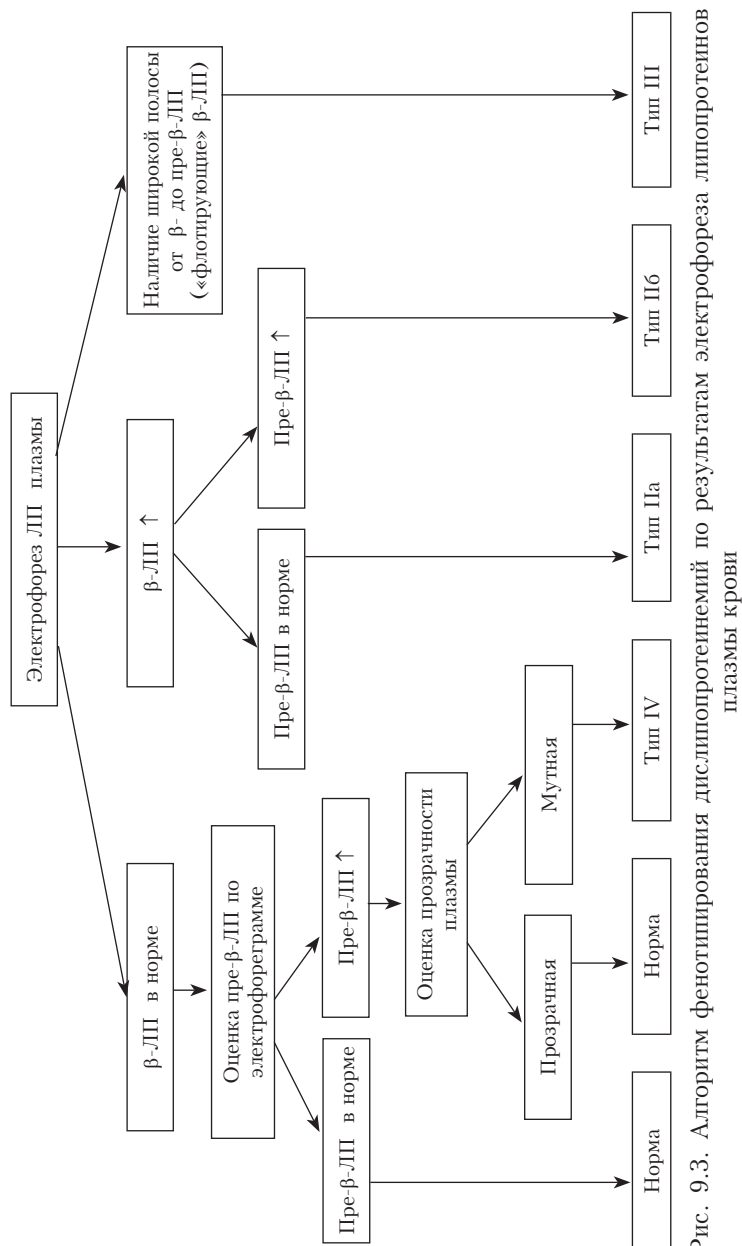 Электрофорез ЛП плазмы
β-ЛП в норме
β-ЛП ↑
Наличие широкой полосы
от β- до пре-β-ЛП
(«флотирующие» β-ЛП)
Оценка пре-β-ЛП по
электрофореграмме
Пре-β-ЛП в норме
Пре-β-ЛП ↑
Пре-β-ЛП в норме
Пре-β-ЛП ↑
Оценка прозрачности
плазмы
Прозрачная
Мутная
Норма
Норма
Тип IV
Тип IIа
Тип IIб
Тип III
Рис. 9.3. Алгоритм фенотипирования дислипопротеинемий по результатам электрофореза липопротеинов
плазмы крови